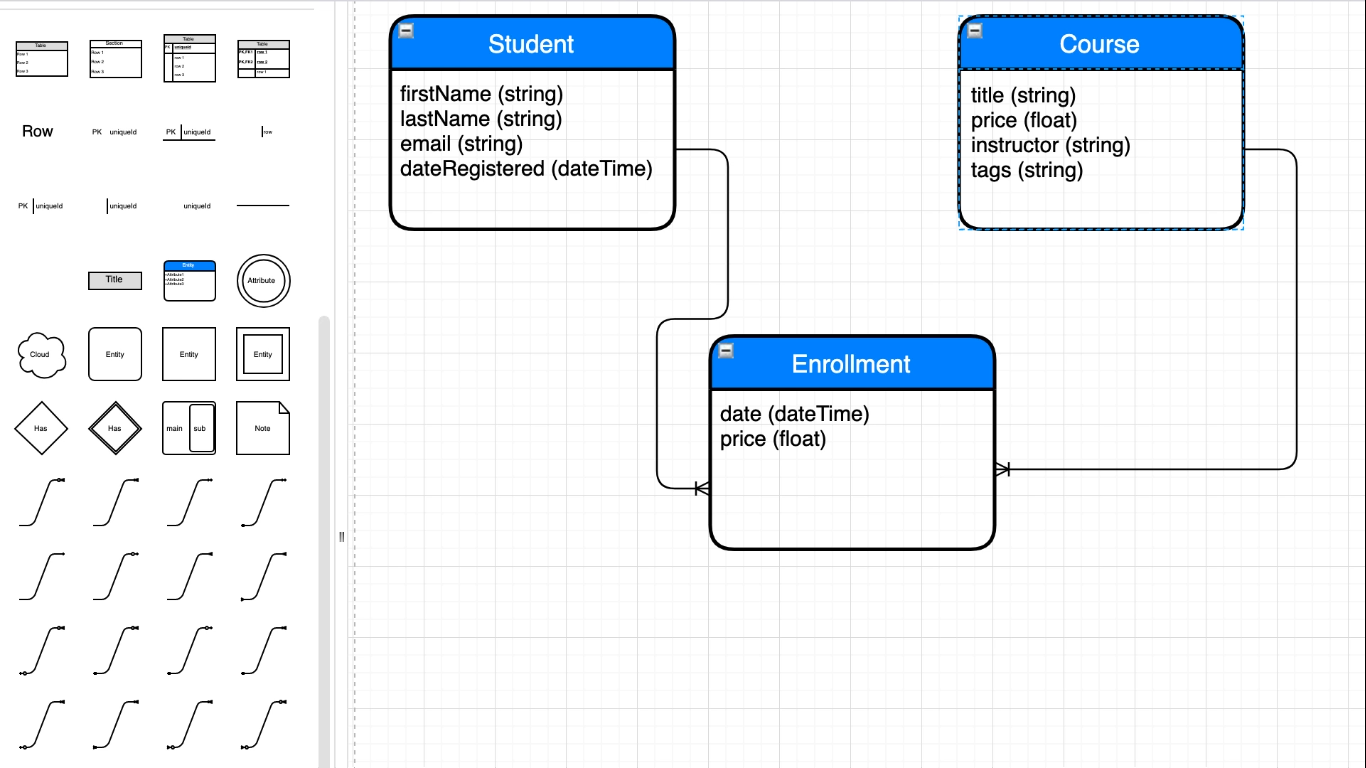 Table
Row 1
Row 2
Row 3
Section
Row 1
Row 2
Row 3
Table
PK uniqueId
row 1
row 2
row 3
Table
PK,FK1 row 1
PK,FK2 row 2
row 1
Row
PK uniqueId
PK uniqueId
row
PK uniqueId
uniqueId
uniqueId
Title
Entity
+Attribute1
+Attribute2
+Attribute3
Attribute
Cloud
Entity
Entity
Entity
Has
Has
main sub
Note
Student
firstName (string)
lastName (string)
email (string)
dateRegistered (dateTime)
Course
title (string)
price (float)
instructor (string)
tags (string)
Enrollment
date (dateTime)
price (float)